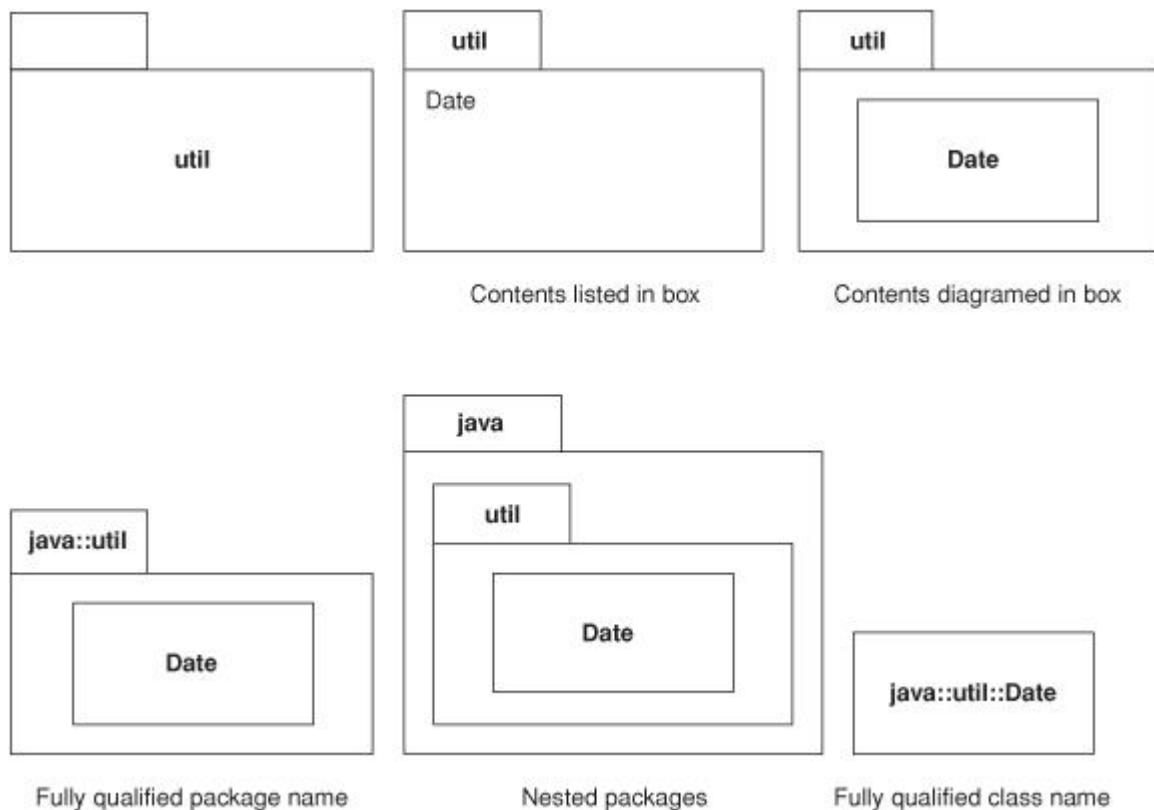 util
util
Date
util
Date
Contents listed in box
Contents diagramed in box
java::util
Date
Fully qualified package name
java
util
Date
Nested packages
java::util::Date
Fully qualified class name